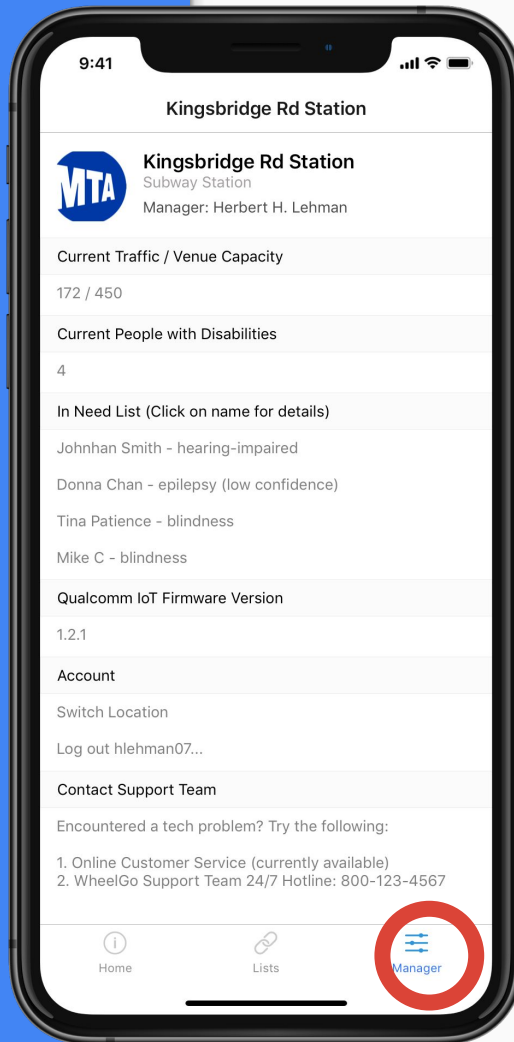 9:41
Kingsbridge Rd Station
MTA
Kingsbridge Rd Station
Subway Station
Manager: Herbert H. Lehman
Current Traffic / Venue Capacity
172 / 450
Current People with Disabilities
4
In Need List (Click on name for details)
Johnhan Smith - hearing-impaired
Donna Chan - epilepsy (low confidence)
Tina Patience - blindness
Mike C - blindness
Qualcomm IoT Firmware Version
1.2.1
Account
Switch Location
Log out hlehman07...
Contact Support Team
Encountered a tech problem? Try the following:
1. Online Customer Service (currently available)
2. WheelGo Support Team 24/7 Hotline: 800-123-4567
Home
Lists
Manager